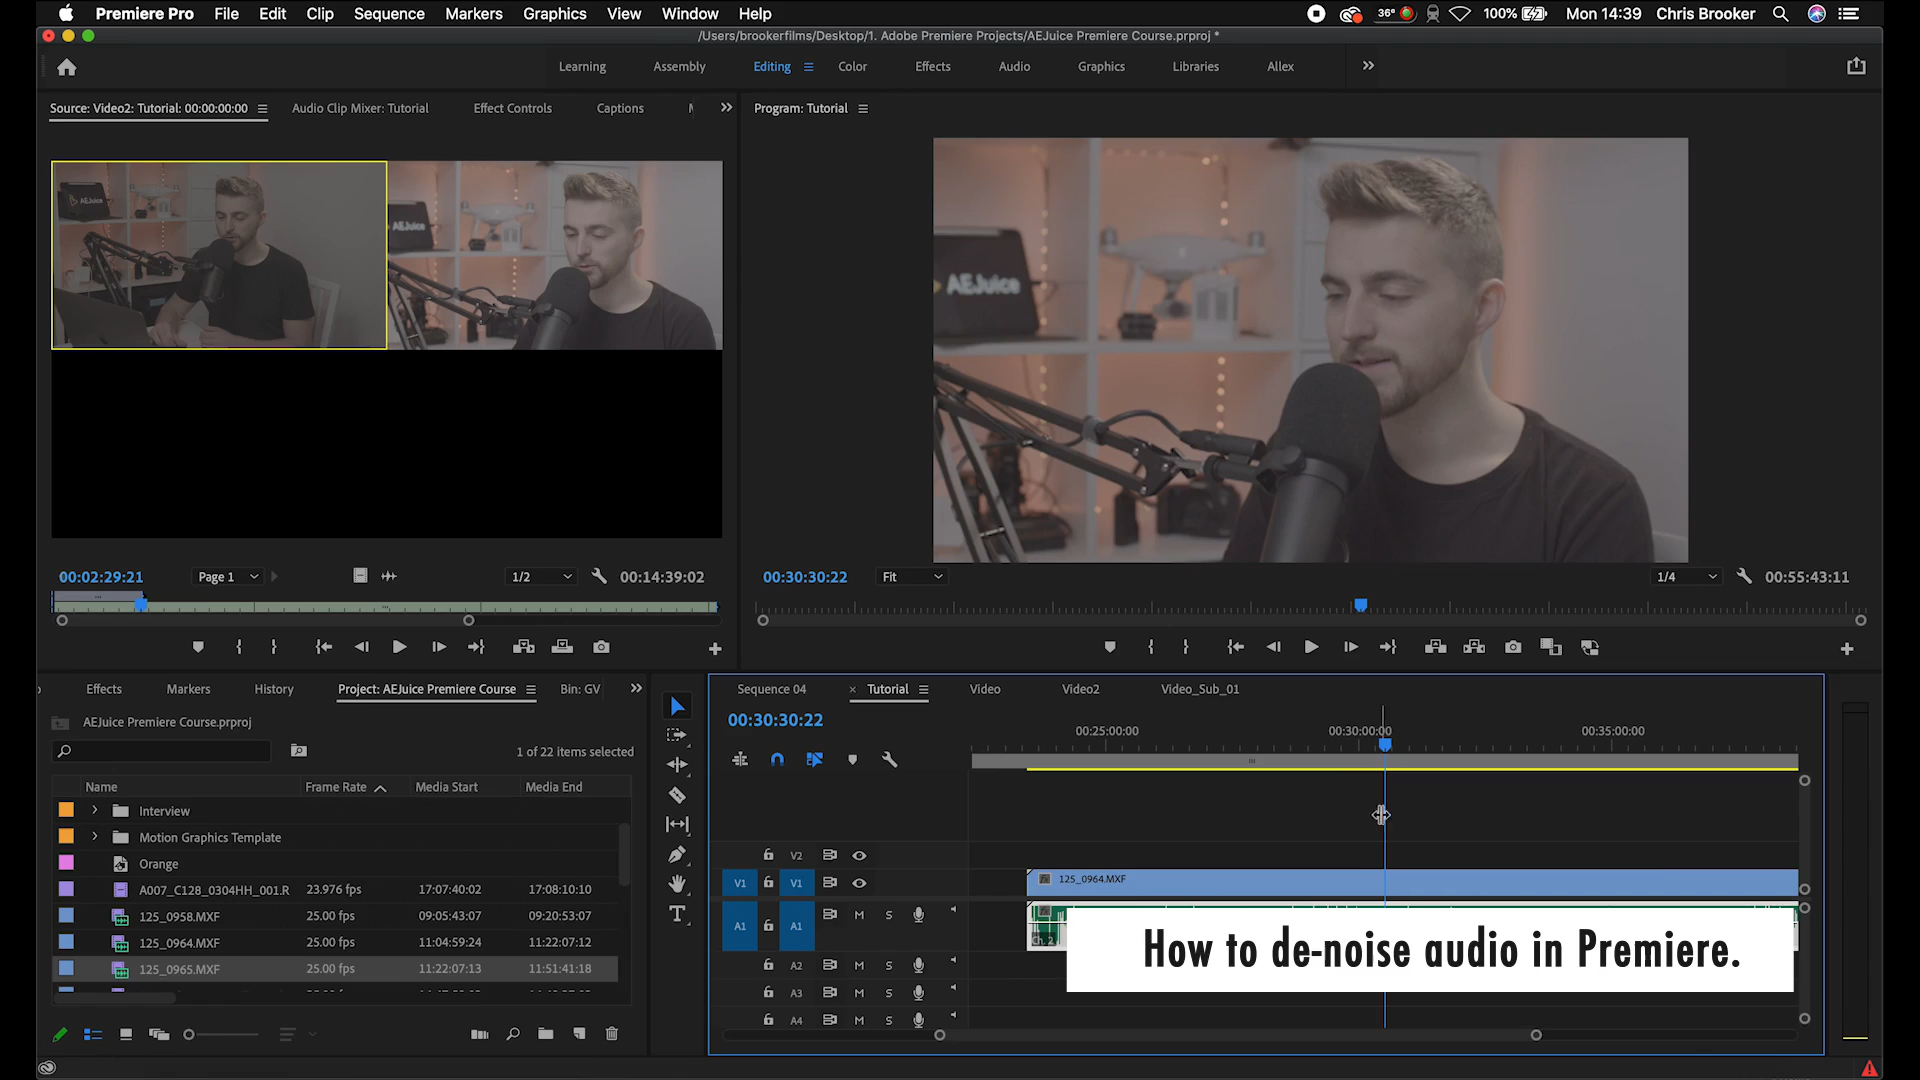 Premiere Pro File Edit Clip Sequence Markers Graphics View Window Help 36° 100% Mon 14:39 Chris Brooker
/Users/brookerfilms/Desktop/1. Adobe Premiere Projects/AEJuice Premiere Course.prproj *
Learning Assembly Editing Color Effects Audio Graphics Libraries Allex
Source: Video2: Tutorial: 00:00:00:00 Audio Clip Mixer: Tutorial Effect Controls Captions
Program: Tutorial
AEJuice
AEJuice
AEJuice
00:02:29:21 Page 1 1/2 00:14:39:02
00:30:30:22 Fit 1/4 00:55:43:11
Effects Markers History Project: AEJuice Premiere Course Bin: GV
AEJuice Premiere Course.prproj
1 of 22 items selected
Name Frame Rate Media Start Media End
Interview
Motion Graphics Template
Orange
A007_C128_0304HH_001.R 23.976 fps 17:07:40:02 17:08:10:10
125_0958.MXF 25.00 fps 09:05:43:07 09:20:53:07
125_0964.MXF 25.00 fps 11:04:59:24 11:22:07:12
125_0965.MXF 25.00 fps 11:22:07:13 11:51:41:18
Sequence 04 × Tutorial Video Video2 Video_Sub_01
00:30:30:22
00:25:00:00 00:30:00:00 00:35:00:00
V2
V1 V1
125_0964.MXF
A1 A1 M S
Ch. 2
A2 M S
A3 M S
A4 M S
How to de-noise audio in Premiere.